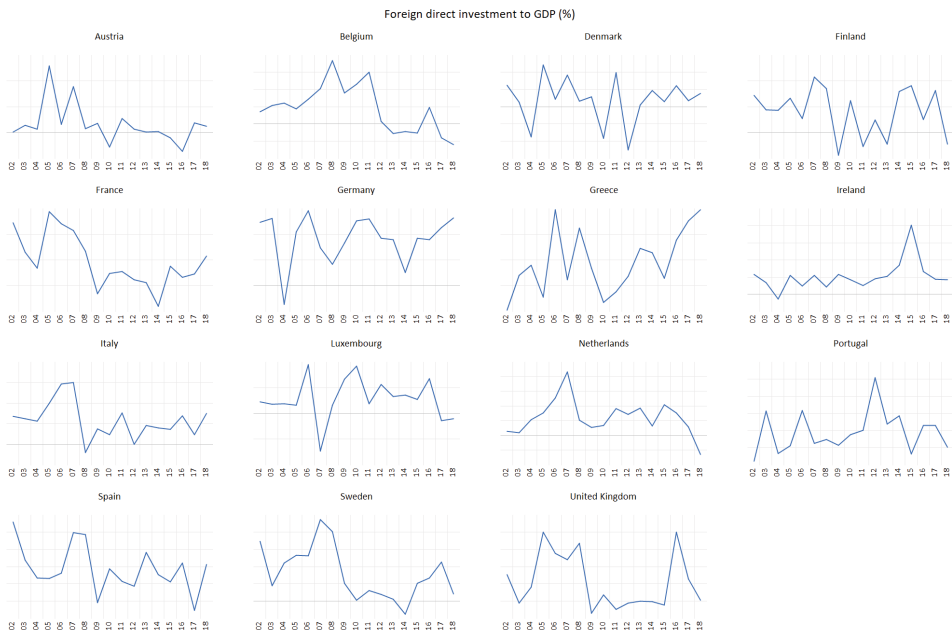 Foreign direct investment to GDP (%)
Austria Belgium Denmark Finland
02 03 04 05 06 07 08 09 10 11 12 13 14 15 16 17 18 02 03 04 05 06 07 08 09 10 11 12 13 14 15 16 17 18 02 03 04 05 06 07 08 09 10 11 12 13 14 15 16 17 18 02 03 04 05 06 07 08 09 10 11 12 13 14 15 16 17 18
France Germany Greece Ireland
02 03 04 05 06 07 08 09 10 11 12 13 14 15 16 17 18 02 03 04 05 06 07 08 09 10 11 12 13 14 15 16 17 18 02 03 04 05 06 07 08 09 10 11 12 13 14 15 16 17 18 02 03 04 05 06 07 08 09 10 11 12 13 14 15 16 17 18
Italy Luxembourg Netherlands Portugal
02 03 04 05 06 07 08 09 10 11 12 13 14 15 16 17 18 02 03 04 05 06 07 08 09 10 11 12 13 14 15 16 17 18 02 03 04 05 06 07 08 09 10 11 12 13 14 15 16 17 18 02 03 04 05 06 07 08 09 10 11 12 13 14 15 16 17 18
Spain Sweden United Kingdom
02 03 04 05 06 07 08 09 10 11 12 13 14 15 16 17 18 02 03 04 05 06 07 08 09 10 11 12 13 14 15 16 17 18 02 03 04 05 06 07 08 09 10 11 12 13 14 15 16 17 18